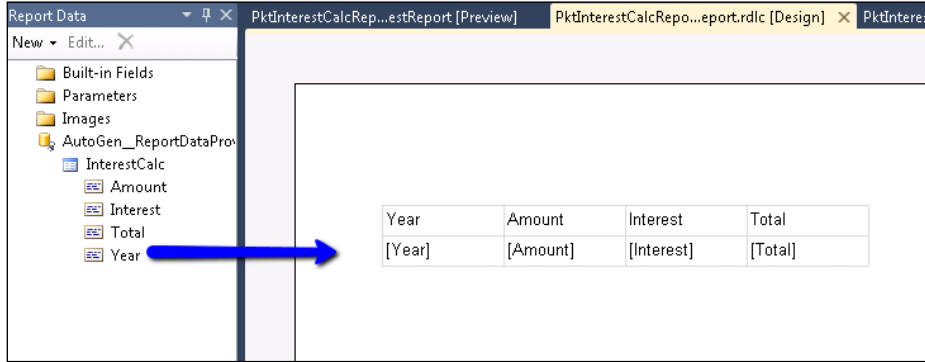 Report Data
New Edit...
Built-in Fields
Parameters
Images
AutoGen__ReportDataProv
InterestCalc
Amount
Interest
Total
Year
PktInterestCalcRep...estReport [Preview] PktInterestCalcRepo...eport.rdlc [Design] PktInteres
Year Amount Interest Total
[Year] [Amount] [Interest] [Total]